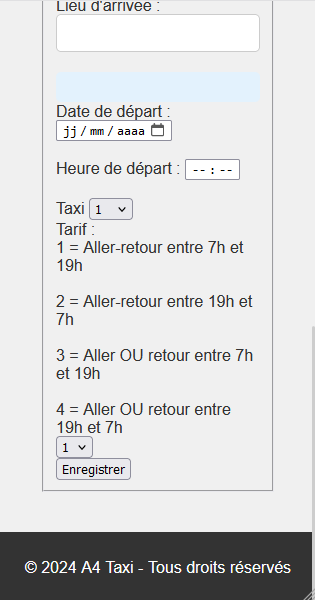 Lieu d'arrivée :
Date de départ :
jj / mm / aaaa
Heure de départ : -- : --
Taxi 1
Tarif :
1 = Aller-retour entre 7h et
19h
2 = Aller-retour entre 19h et
7h
3 = Aller OU retour entre 7h
et 19h
4 = Aller OU retour entre
19h et 7h
1
Enregistrer
© 2024 A4 Taxi - Tous droits réservés